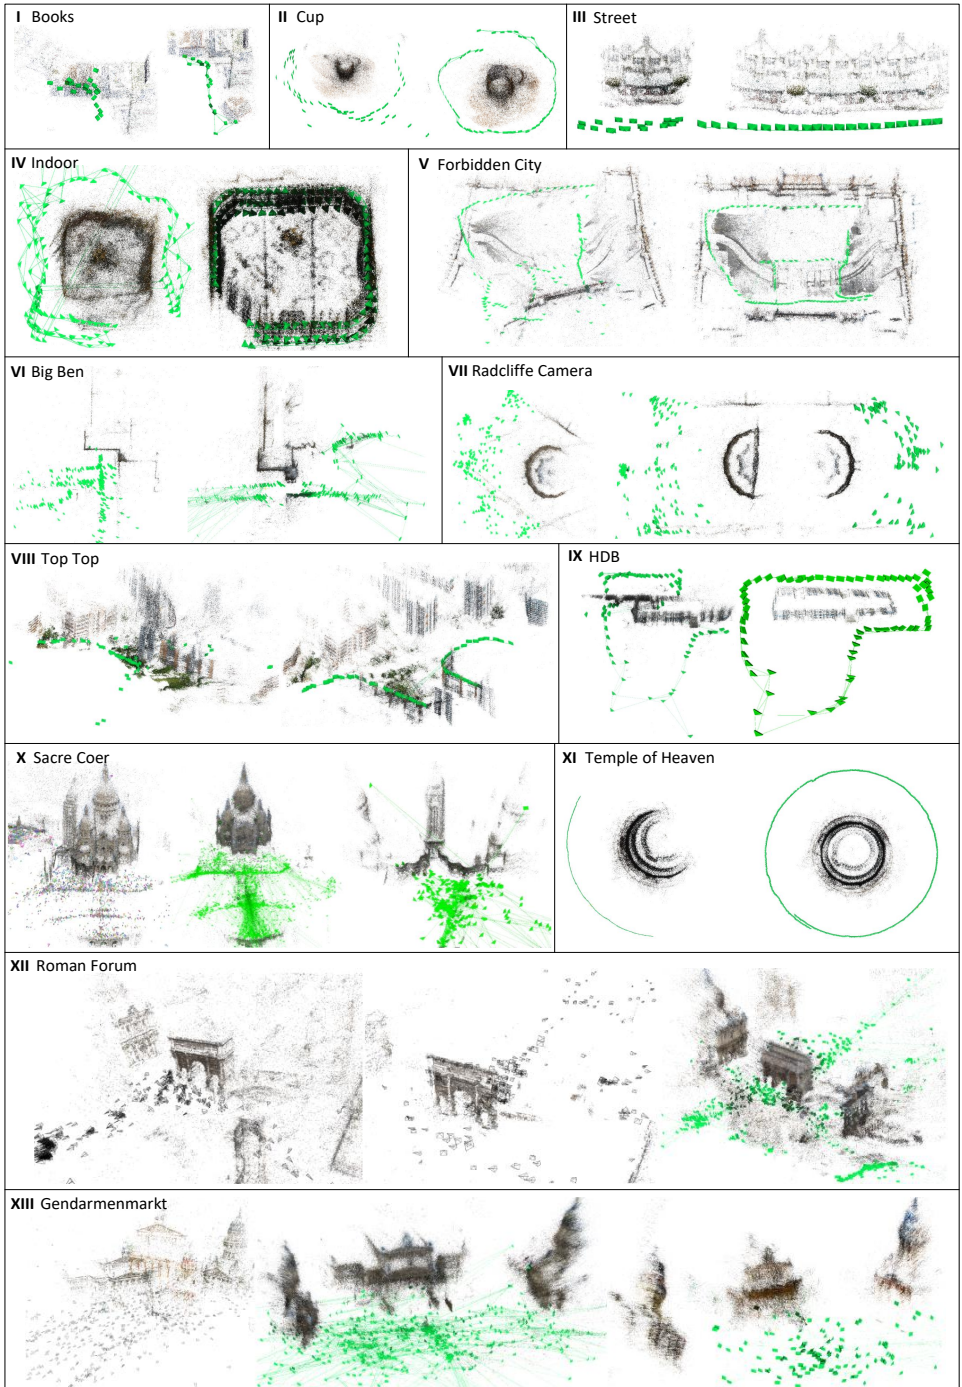 I Books
II Cup
III Street
IV Indoor
V Forbidden City
VI Big Ben
VII Radcliffe Camera
VIII Top Top
IX HDB
X Sacre Coer
XI Temple of Heaven
XII Roman Forum
XIII Gendarmenmarkt